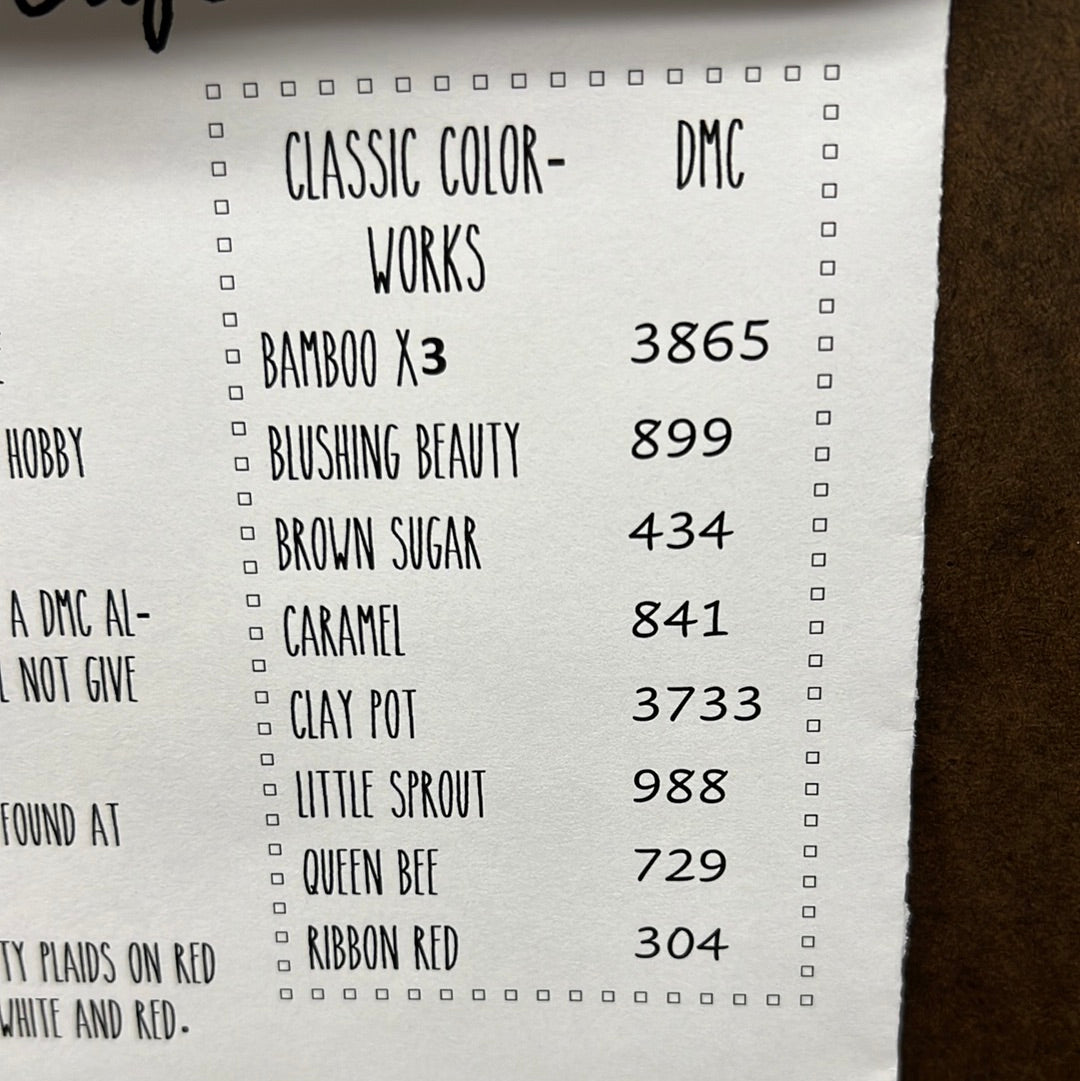 CLASSIC COLOR- DMC
WORKS
BAMBOO X3 3865
HOBBY
BLUSHING BEAUTY 899
BROWN SUGAR 434
A DMC AL-
CARAMEL 841
NOT GIVE
CLAY POT 3733
LITTLE SPROUT 988
FOUND AT
QUEEN BEE 729
TY PLAIDS ON RED
RIBBON RED 304
WHITE AND RED.